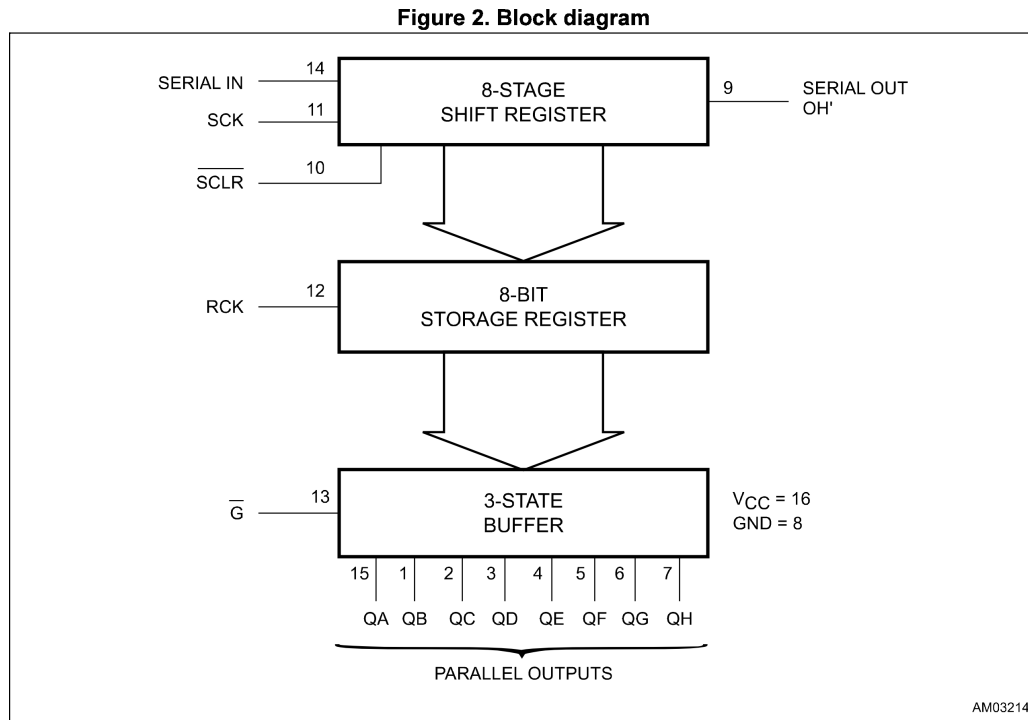 Figure 2. Block diagram
14
SERIAL IN
8-STAGE
SHIFT REGISTER
9
SERIAL OUT
OH'
11
SCK
10
SCLR
12
RCK
8-BIT
STORAGE REGISTER
13
G
3-STATE
BUFFER
VCC = 16
GND = 8
15 1 2 3 4 5 6 7
QA QB QC QD QE QF QG QH
PARALLEL OUTPUTS
AM03214